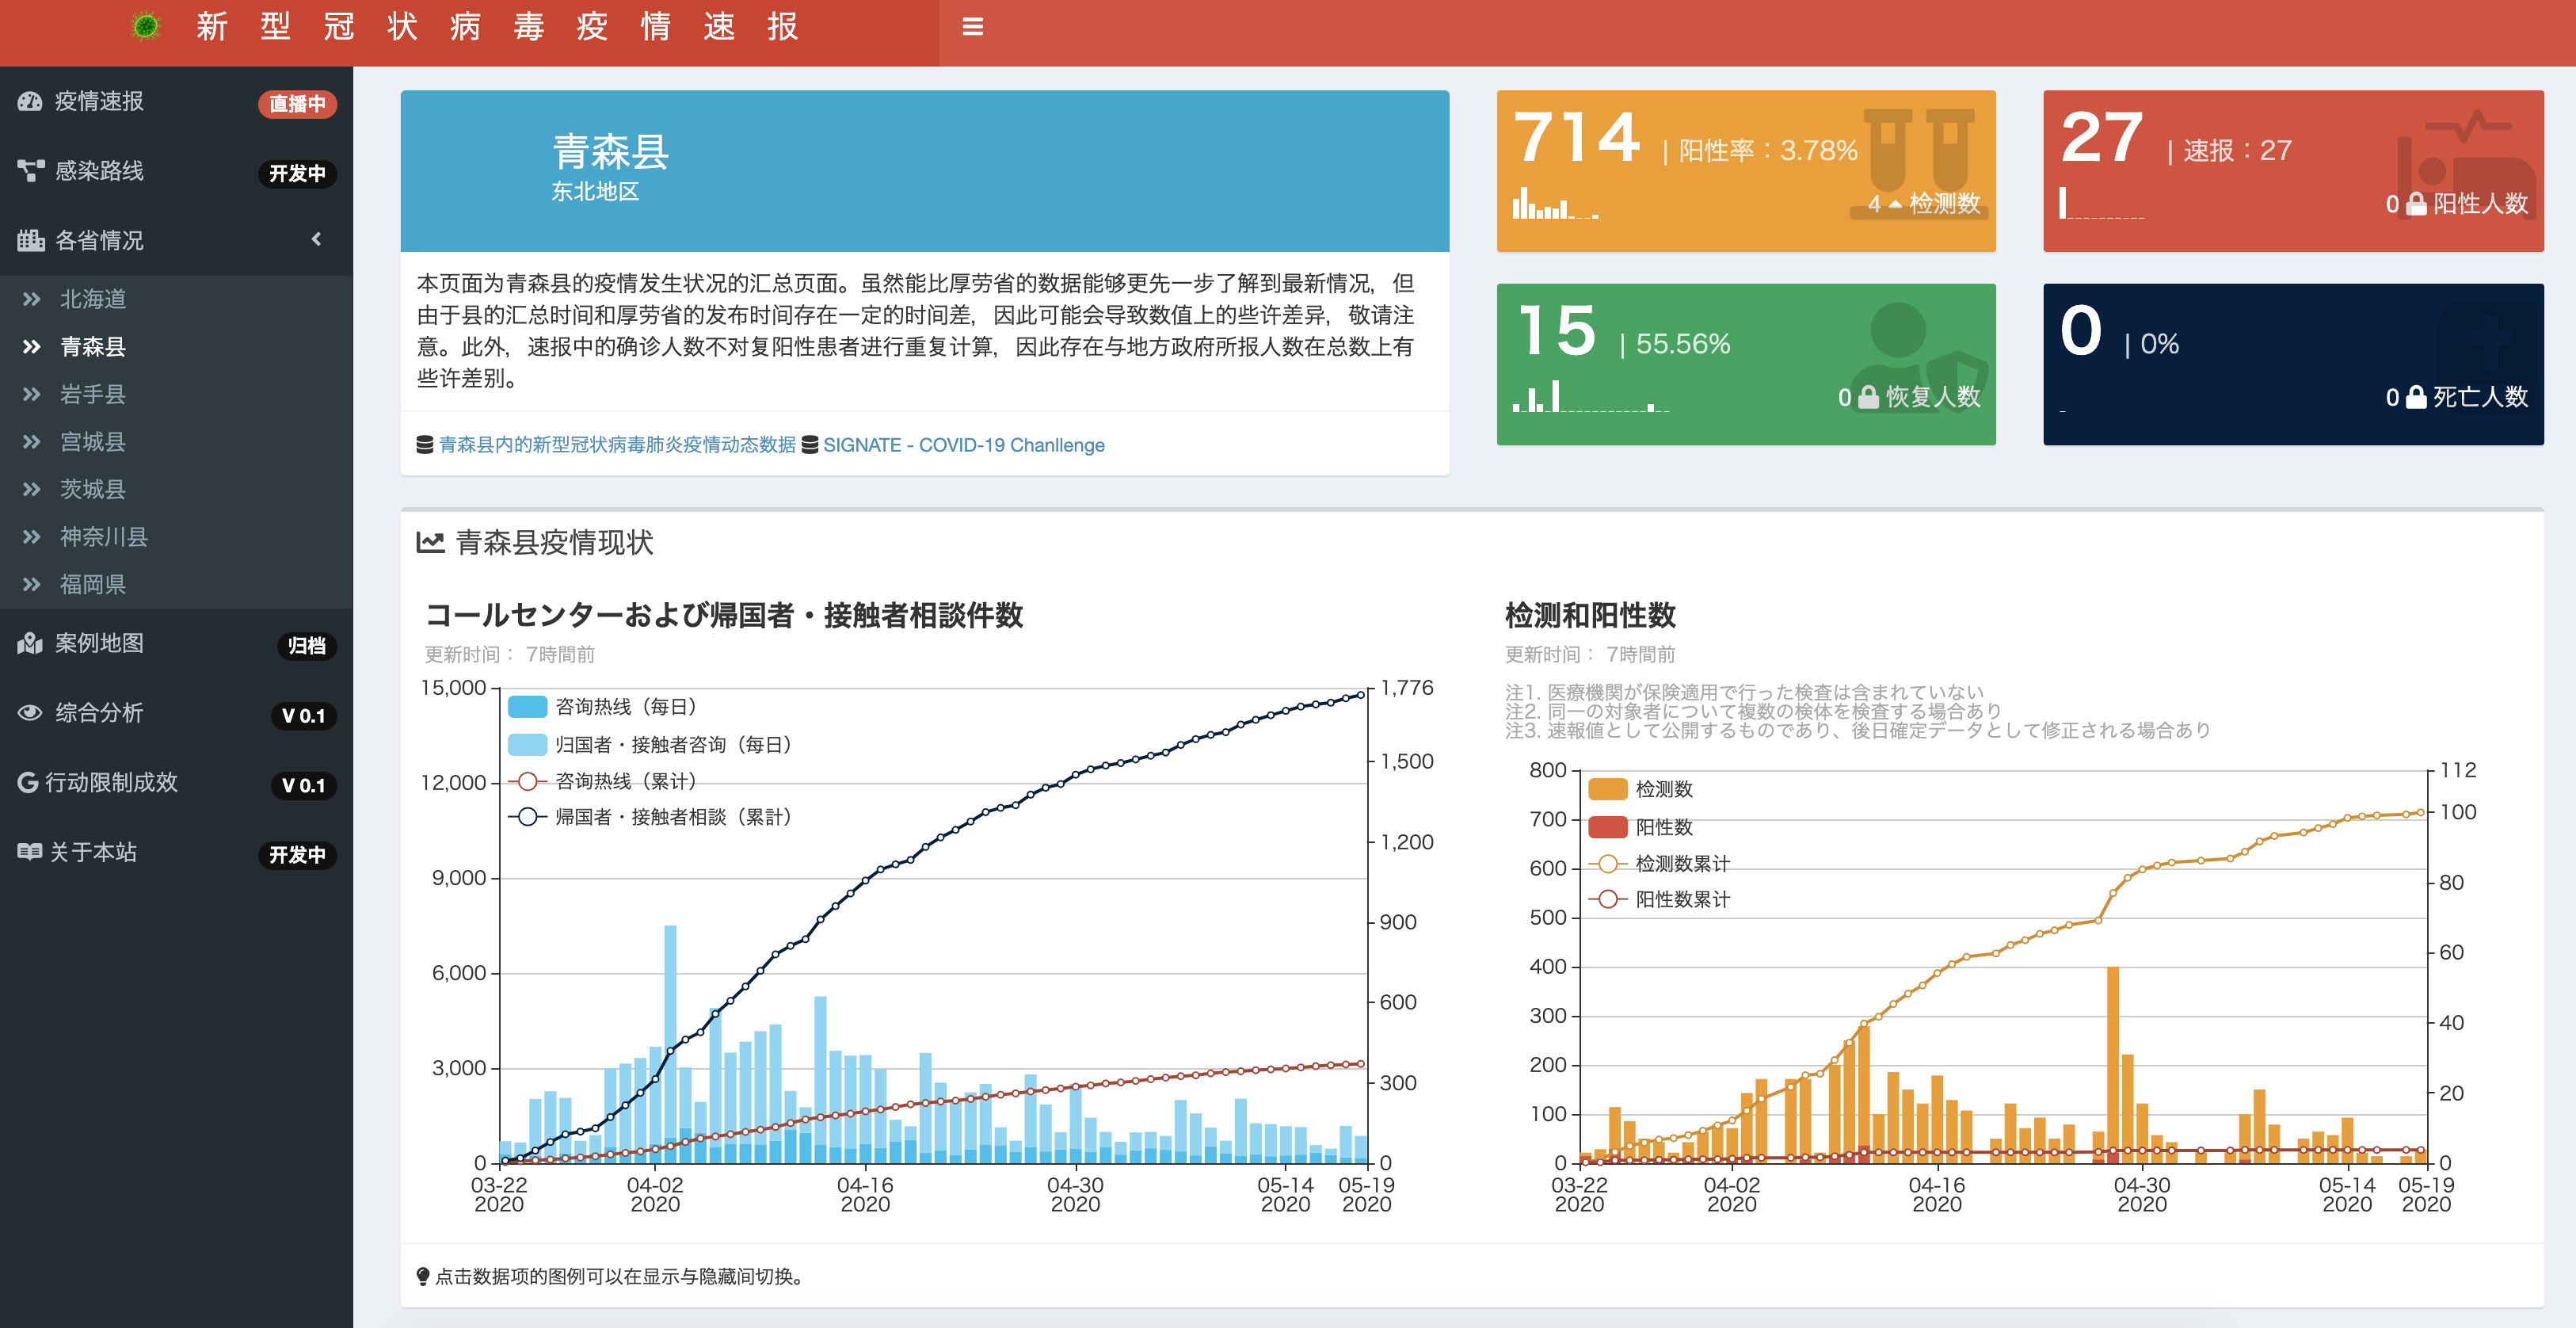 新型冠状病毒疫情速报
疫情速报 直播中
感染路线 开发中
各省情况
北海道
青森县
岩手县
宫城县
茨城县
神奈川县
福岡県
案例地图 归档
综合分析 V 0.1
行动限制成效 V 0.1
关于本站 开发中
青森县
东北地区
本页面为青森县的疫情发生状况的汇总页面。虽然能比厚劳省的数据能够更先一步了解到最新情况，但
由于县的汇总时间和厚劳省的发布时间存在一定的时间差，因此可能会导致数值上的些许差异，敬请注
意。此外，速报中的确诊人数不对复阳性患者进行重复计算，因此存在与地方政府所报人数在总数上有
些许差别。
青森县内的新型冠状病毒肺炎疫情动态数据 SIGNATE - COVID-19 Chanllenge
714 | 阳性率：3.78%
4 检测数
27 | 速报：27
0 阳性人数
15 | 55.56%
0 恢复人数
0 | 0%
0 死亡人数
青森县疫情现状
コールセンターおよび帰国者・接触者相談件数
更新时间： 7時間前
15,000
12,000
9,000
6,000
3,000
0
咨询热线（每日）
归国者・接触者咨询（每日）
咨询热线（累计）
帰国者・接触者相談（累計）
1,776
1,500
1,200
900
600
300
0
03-22 2020
04-02 2020
04-16 2020
04-30 2020
05-14 2020
05-19 2020
检测和阳性数
更新时间： 7時間前
注1. 医療機関が保険適用で行った検査は含まれていない
注2. 同一の対象者について複数の検体を検査する場合あり
注3. 速報値として公開するものであり、後日確定データとして修正される場合あり
800
700
600
500
400
300
200
100
0
检测数
阳性数
检测数累计
阳性数累计
112
100
80
60
40
20
0
03-22 2020
04-02 2020
04-16 2020
04-30 2020
05-14 2020
05-19 2020
点击数据项的图例可以在显示与隐藏间切换。